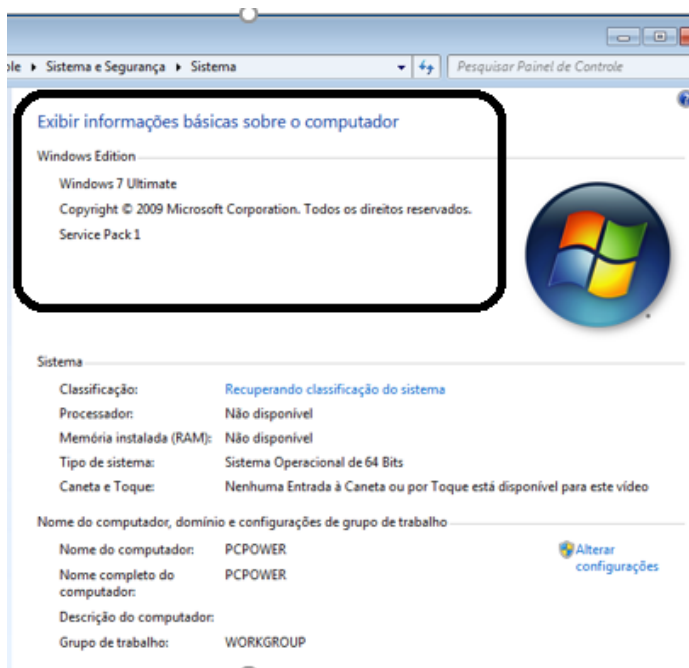 Sistema e Segurança Sistema Pesquisar Painel de Controle
Exibir informações básicas sobre o computador
Windows Edition
Windows 7 Ultimate
Copyright © 2009 Microsoft Corporation. Todos os direitos reservados.
Service Pack 1
Sistema
Classificação: Recuperando classificação do sistema
Processador: Não disponível
Memória instalada (RAM): Não disponível
Tipo de sistema: Sistema Operacional de 64 Bits
Caneta e Toque: Nenhuma Entrada à Caneta ou por Toque está disponível para este vídeo
Nome do computador, domínio e configurações de grupo de trabalho
Nome do computador: PCPOWER Alterar
configurações
Nome completo do PCPOWER
computador:
Descrição do computador:
Grupo de trabalho: WORKGROUP